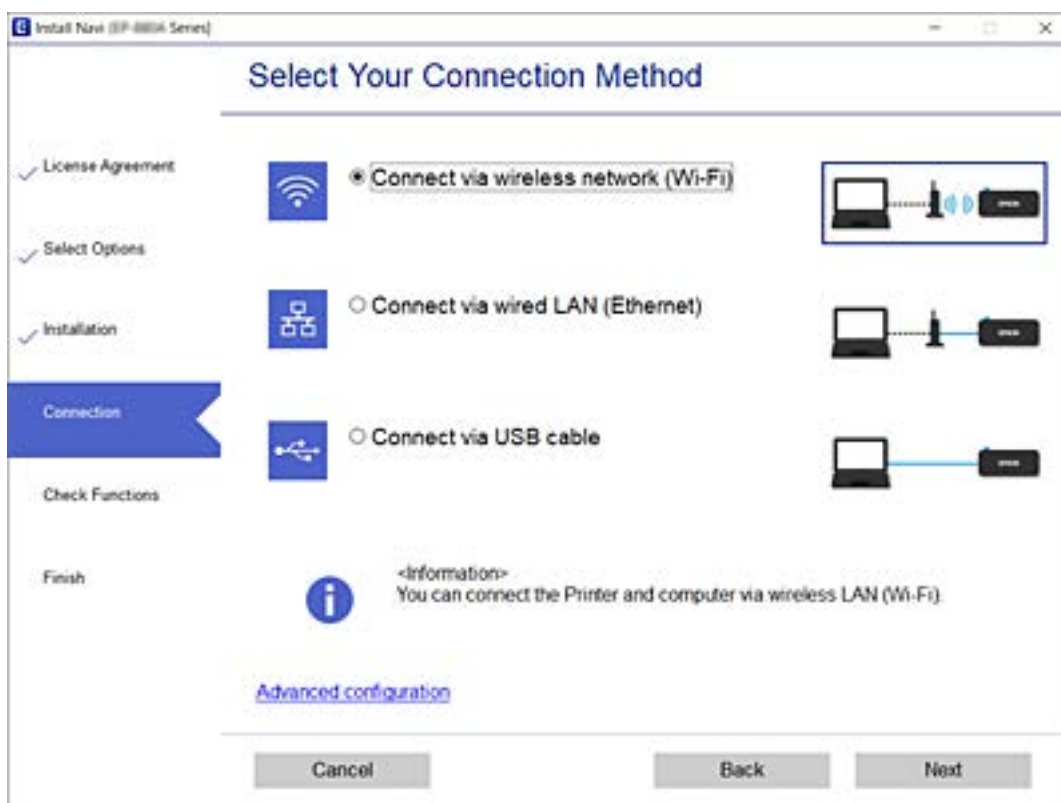 Install Navi Series]
Select Your Connection Method
License Agreement
Select Options
Installation
Connection
Check Functions
Finish
Connect via wireless network (Wi-Fi)
Connect via wired LAN (Ethernet)
Connect via USB cable
<Information>
You can connect the Printer and computer via wireless LAN (Wi-Fi).
Advanced configuration
Cancel
Back
Next